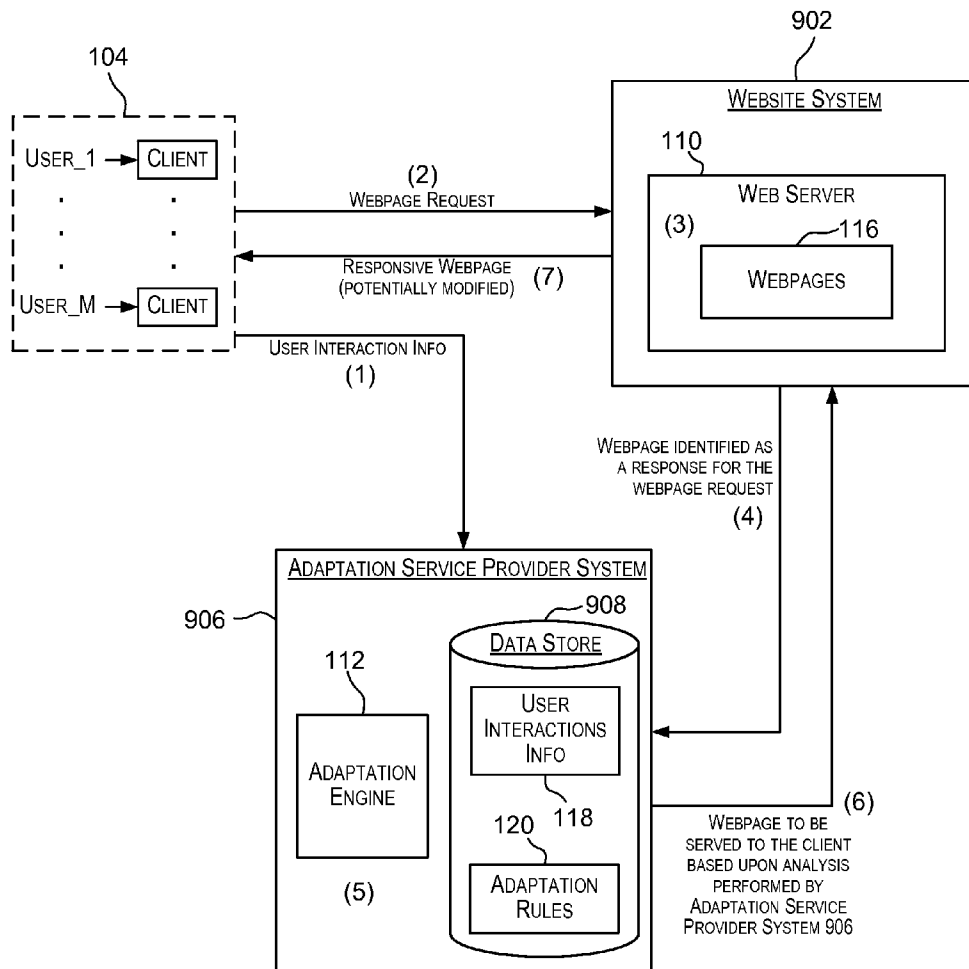 902
104
WEBSITE SYSTEM
USER_1
CLIENT
110
WEB SERVER
(2)
WEBPAGE REQUEST
(3)
116
WEBPAGES
RESPONSIVE WEBPAGE
(POTENTIALLY MODIFIED)
(7)
USER_M
CLIENT
USER INTERACTION INFO
(1)
WEBPAGE IDENTIFIED AS
A RESPONSE FOR THE
WEBPAGE REQUEST
(4)
ADAPTATION SERVICE PROVIDER SYSTEM
906
908
DATA STORE
112
ADAPTATION
ENGINE
(5)
USER
INTERACTIONS
INFO
118
120
ADAPTATION
RULES
(6)
WEBPAGE TO BE
SERVED TO THE CLIENT
BASED UPON ANALYSIS
PERFORMED BY
ADAPTATION SERVICE
PROVIDER SYSTEM 906